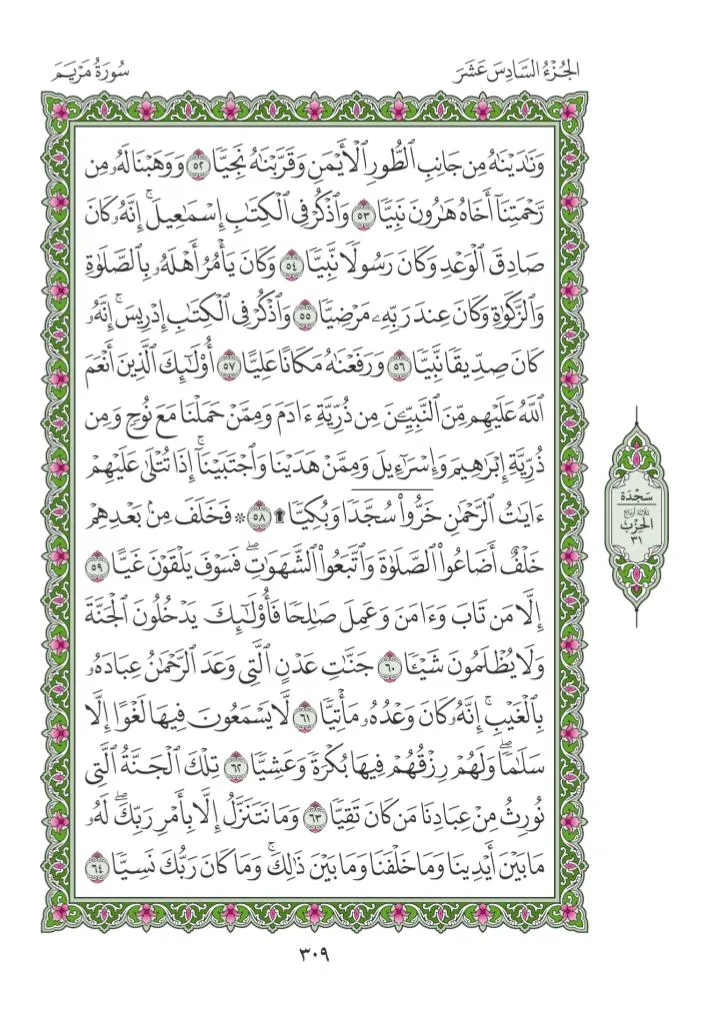 الجُزْءُ السَّادِسَ عَشَرَ
سُورَةُ مَرْيَمَ
وَنَٰدَيْنَٰهُ مِن جَانِبِ ٱلطُّورِ ٱلْأَيْمَنِ وَقَرَّبْنَٰهُ نَجِيًّا ٥٢ وَوَهَبْنَا لَهُۥ مِن
رَّحْمَتِنَآ أَخَاهُ هَٰرُونَ نَبِيًّا ٥٣ وَٱذْكُرْ فِى ٱلْكِتَٰبِ إِسْمَٰعِيلَ ۚ إِنَّهُۥ كَانَ
صَادِقَ ٱلْوَعْدِ وَكَانَ رَسُولًا نَّبِيًّا ٥٤ وَكَانَ يَأْمُرُ أَهْلَهُۥ بِٱلصَّلَوٰةِ
وَٱلزَّكَوٰةِ وَكَانَ عِندَ رَبِّهِۦ مَرْضِيًّا ٥٥ وَٱذْكُرْ فِى ٱلْكِتَٰبِ إِدْرِيسَ ۚ إِنَّهُۥ
كَانَ صِدِّيقًا نَّبِيًّا ٥٦ وَرَفَعْنَٰهُ مَكَانًا عَلِيًّا ٥٧ أُو۟لَٰٓئِكَ ٱلَّذِينَ أَنْعَمَ
ٱللَّهُ عَلَيْهِم مِّنَ ٱلنَّبِيِّـۧنَ مِن ذُرِّيَّةِ ءَادَمَ وَمِمَّنْ حَمَلْنَا مَعَ نُوحٍ وَمِن
ذُرِّيَّةِ إِبْرَٰهِيمَ وَإِسْرَٰٓءِيلَ وَمِمَّنْ هَدَيْنَا وَٱجْتَبَيْنَآ ۚ إِذَا تُتْلَىٰ عَلَيْهِمْ
ءَايَٰتُ ٱلرَّحْمَٰنِ خَرُّوا۟ سُجَّدًا وَبُكِيًّا ۩ ٥٨ * فَخَلَفَ مِنۢ بَعْدِهِمْ
خَلْفٌ أَضَاعُوا۟ ٱلصَّلَوٰةَ وَٱتَّبَعُوا۟ ٱلشَّهَوَٰتِ ۖ فَسَوْفَ يَلْقَوْنَ غَيًّا ٥٩
إِلَّا مَن تَابَ وَءَامَنَ وَعَمِلَ صَٰلِحًا فَأُو۟لَٰٓئِكَ يَدْخُلُونَ ٱلْجَنَّةَ
وَلَا يُظْلَمُونَ شَيْـًٔا ٦٠ جَنَّٰتِ عَدْنٍ ٱلَّتِى وَعَدَ ٱلرَّحْمَٰنُ عِبَادَهُۥ
بِٱلْغَيْبِ ۚ إِنَّهُۥ كَانَ وَعْدُهُۥ مَأْتِيًّا ٦١ لَّا يَسْمَعُونَ فِيهَا لَغْوًا إِلَّا
سَلَٰمًا ۖ وَلَهُمْ رِزْقُهُمْ فِيهَا بُكْرَةً وَعَشِيًّا ٦٢ تِلْكَ ٱلْجَنَّةُ ٱلَّتِى
نُورِثُ مِنْ عِبَادِنَا مَن كَانَ تَقِيًّا ٦٣ وَمَا نَتَنَزَّلُ إِلَّا بِأَمْرِ رَبِّكَ ۖ لَهُۥ
مَا بَيْنَ أَيْدِينَا وَمَا خَلْفَنَا وَمَا بَيْنَ ذَٰلِكَ ۚ وَمَا كَانَ رَبُّكَ نَسِيًّا ٦٤
سَجْدَة
ثلاثة أرباع
الحِزْب
٣١
٣٠٩